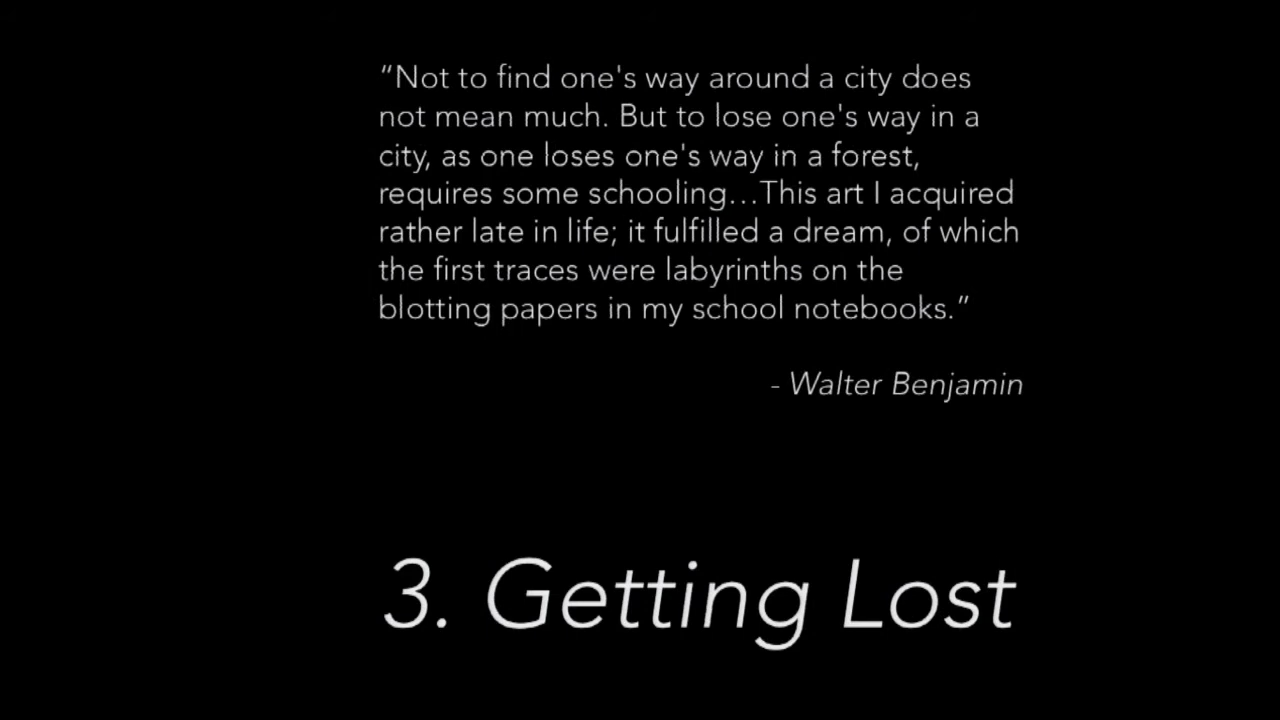 “Not to find one's way around a city does
not mean much. But to lose one's way in a
city, as one loses one's way in a forest,
requires some schooling…This art I acquired
rather late in life; it fulfilled a dream, of which
the first traces were labyrinths on the
blotting papers in my school notebooks.”
- Walter Benjamin
3. Getting Lost